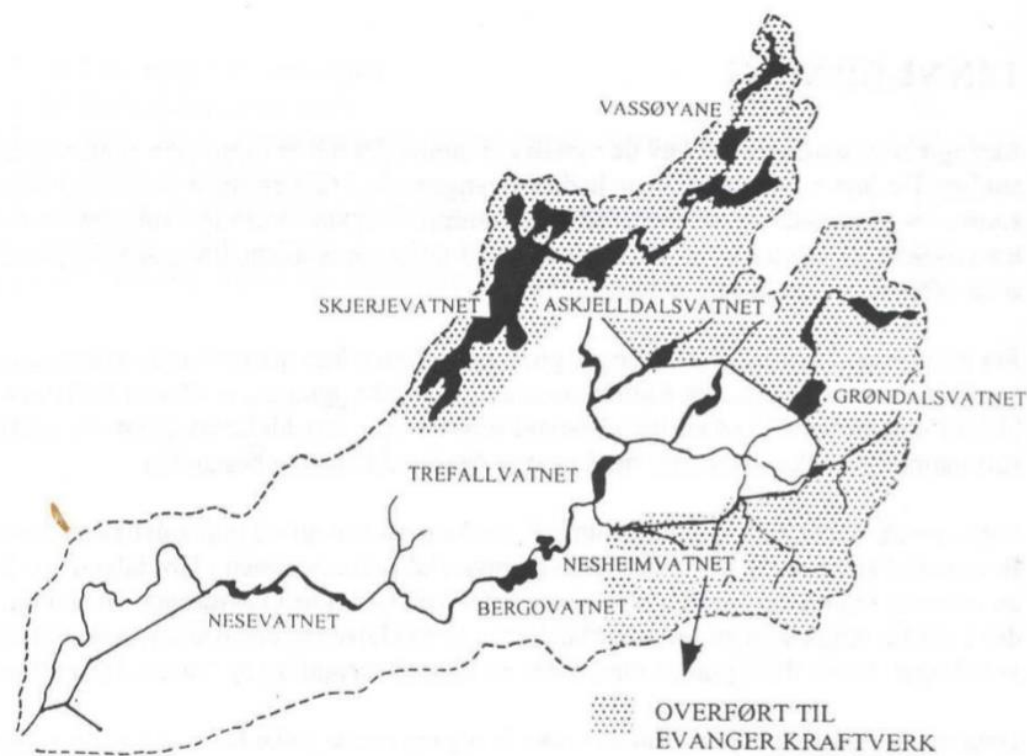 VASSØYANE
SKJERJEVATNET
ASKJELLDALSVATNET
GRØNDALSVATNET
TREFALLVATNET
NESHEIMVATNET
BERGOVATNET
NESEVATNET
OVERFØRT TIL
EVANGER KRAFTVERK